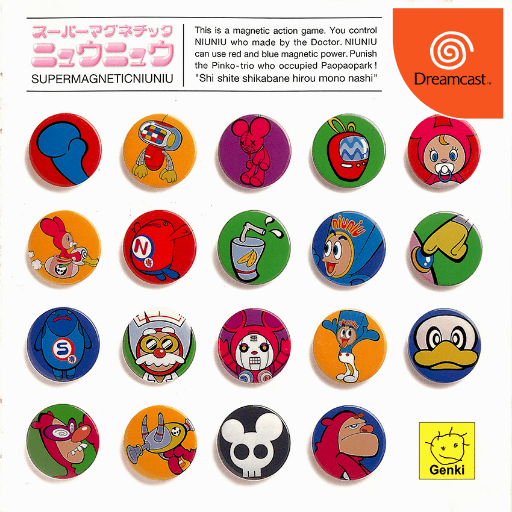 スーパーマグネチック
ニュウニュウ
SUPERMAGNETICNIUNIU
This is a magnetic action game. You control
NIUNIU who made by the Doctor. NIUNIU
can use red and blue magnetic power. Punish
the Pinko-trio who occupied Paopaopark !
"Shi shite shikabane hirou mono nashi"
Dreamcast™
N
niuniu
S
Genki